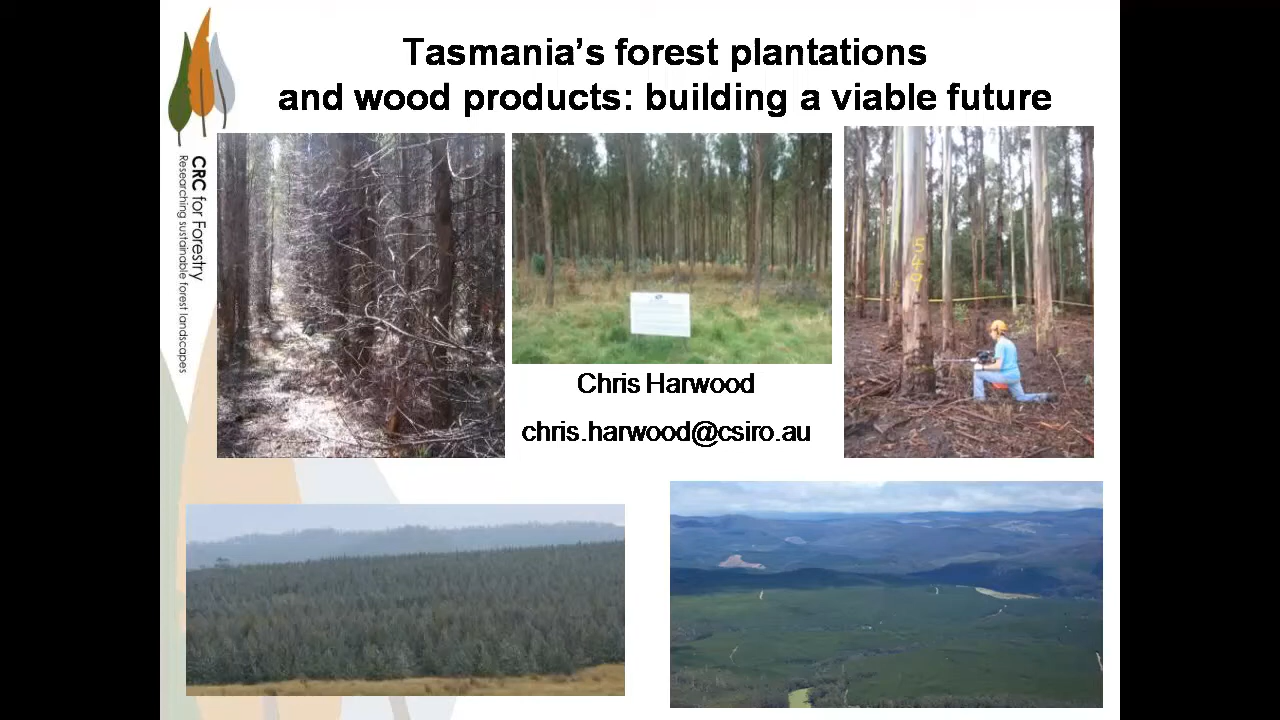 Tasmania's forest plantations
and wood products: building a viable future
CRC for Forestry
Researching sustainable forest landscapes
Chris Harwood
chris.harwood@csiro.au